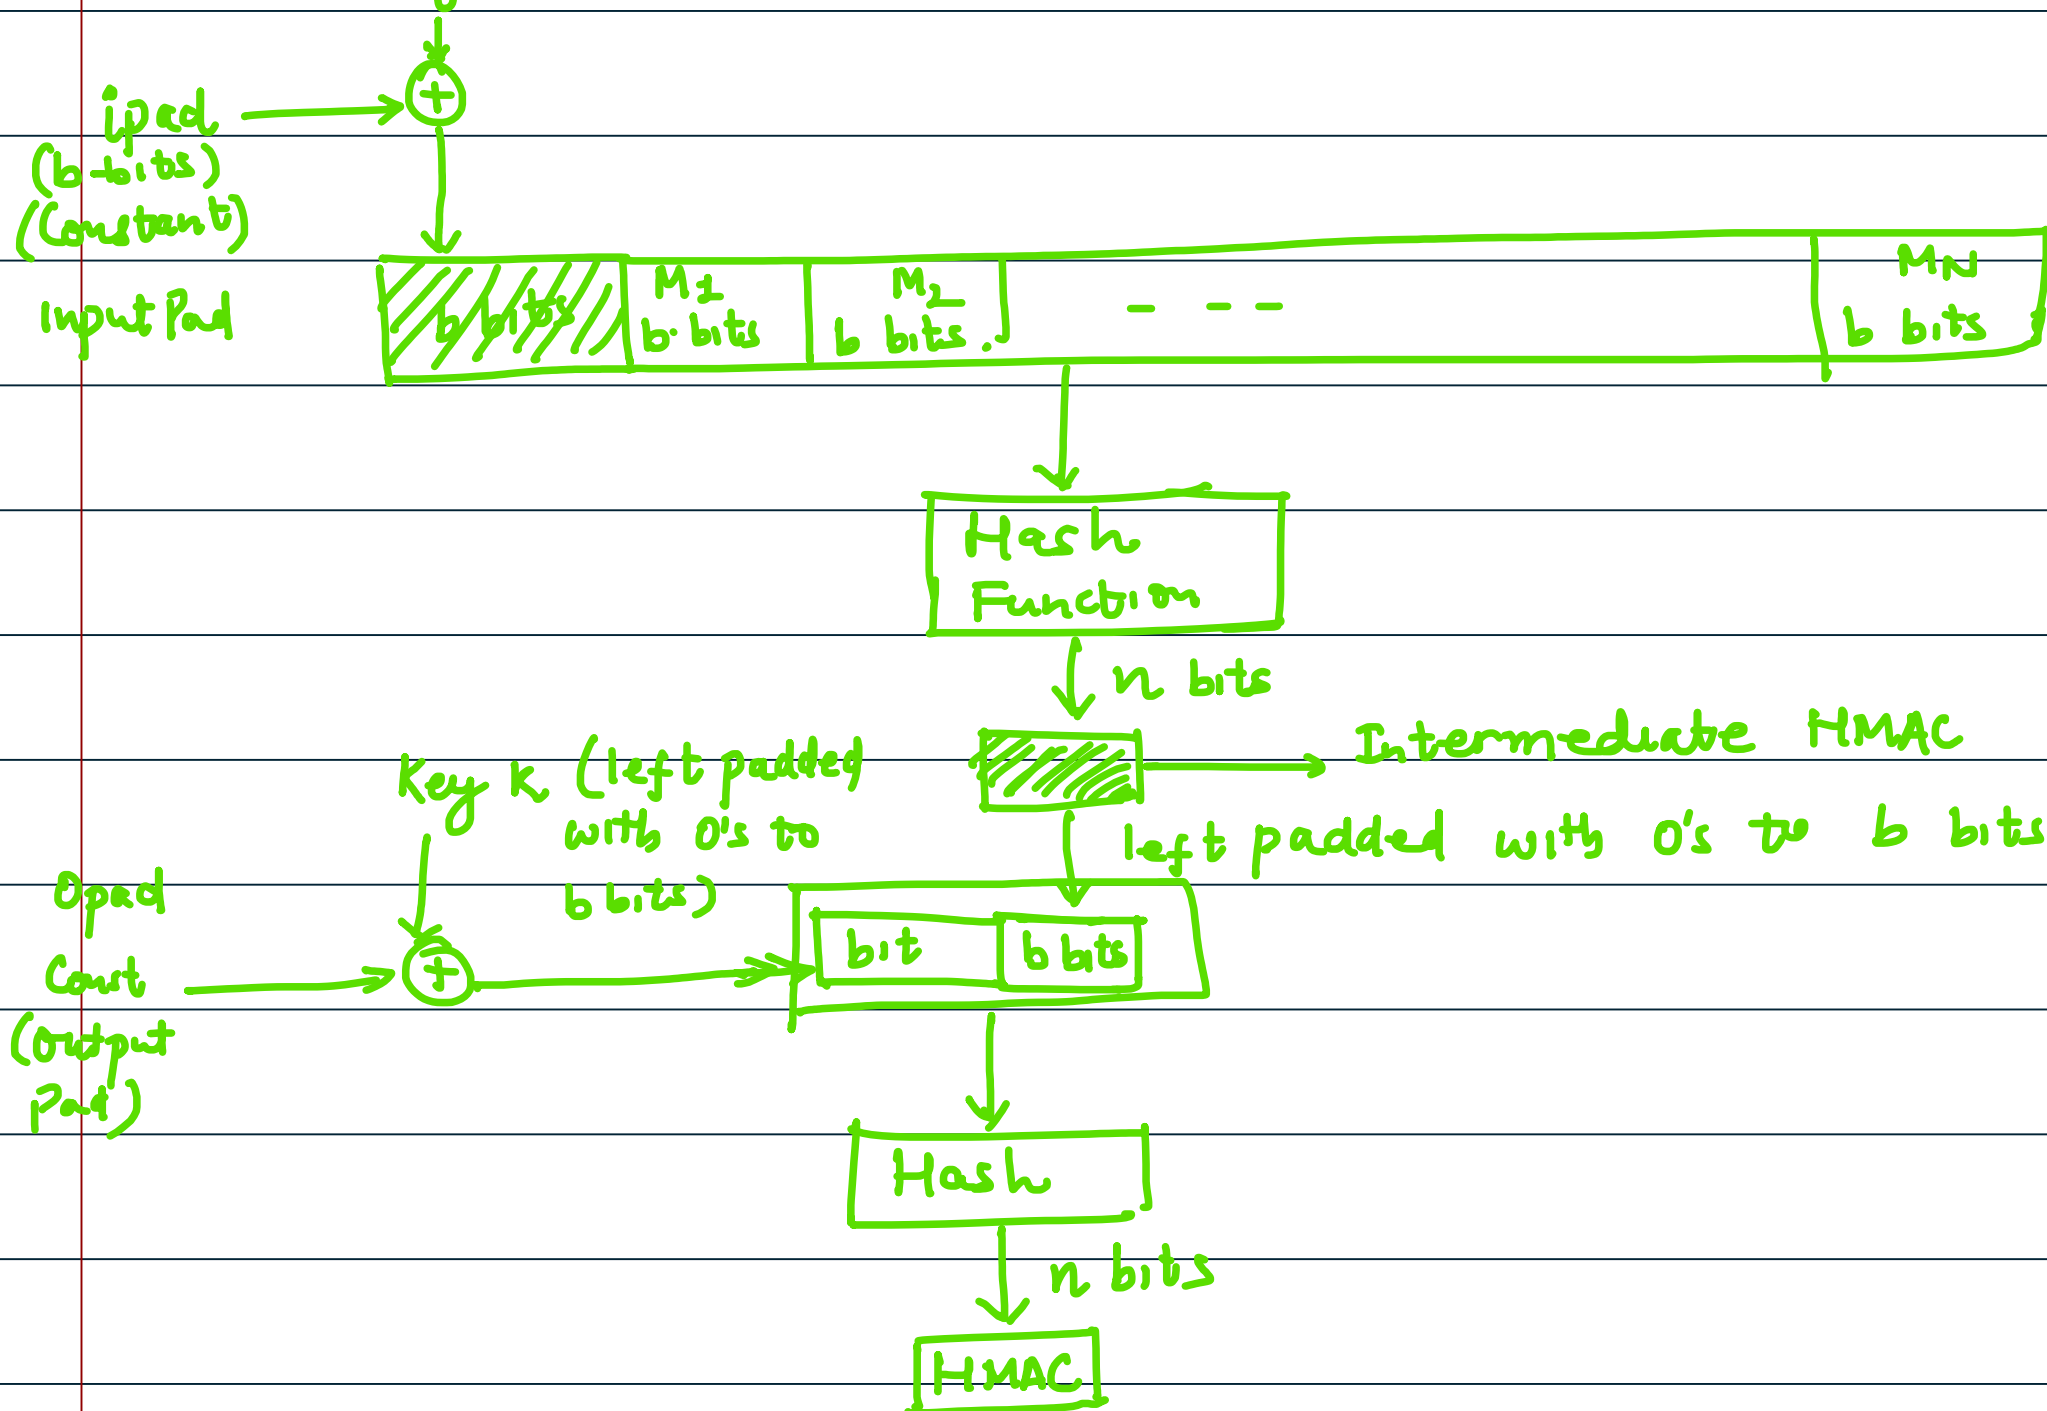 ipad
(b bits)
(Constant)
Input Pad
b bits
M1
b bits
M2
b bits.
- - -
MN
b bits
Hash
Function
n bits
Intermediate HMAC
Key K (left padded
with 0's to
b bits)
left padded with 0's to b bits
Opad
Const
(Output
Pad)
bit
b bits
Hash
n bits
HMAC